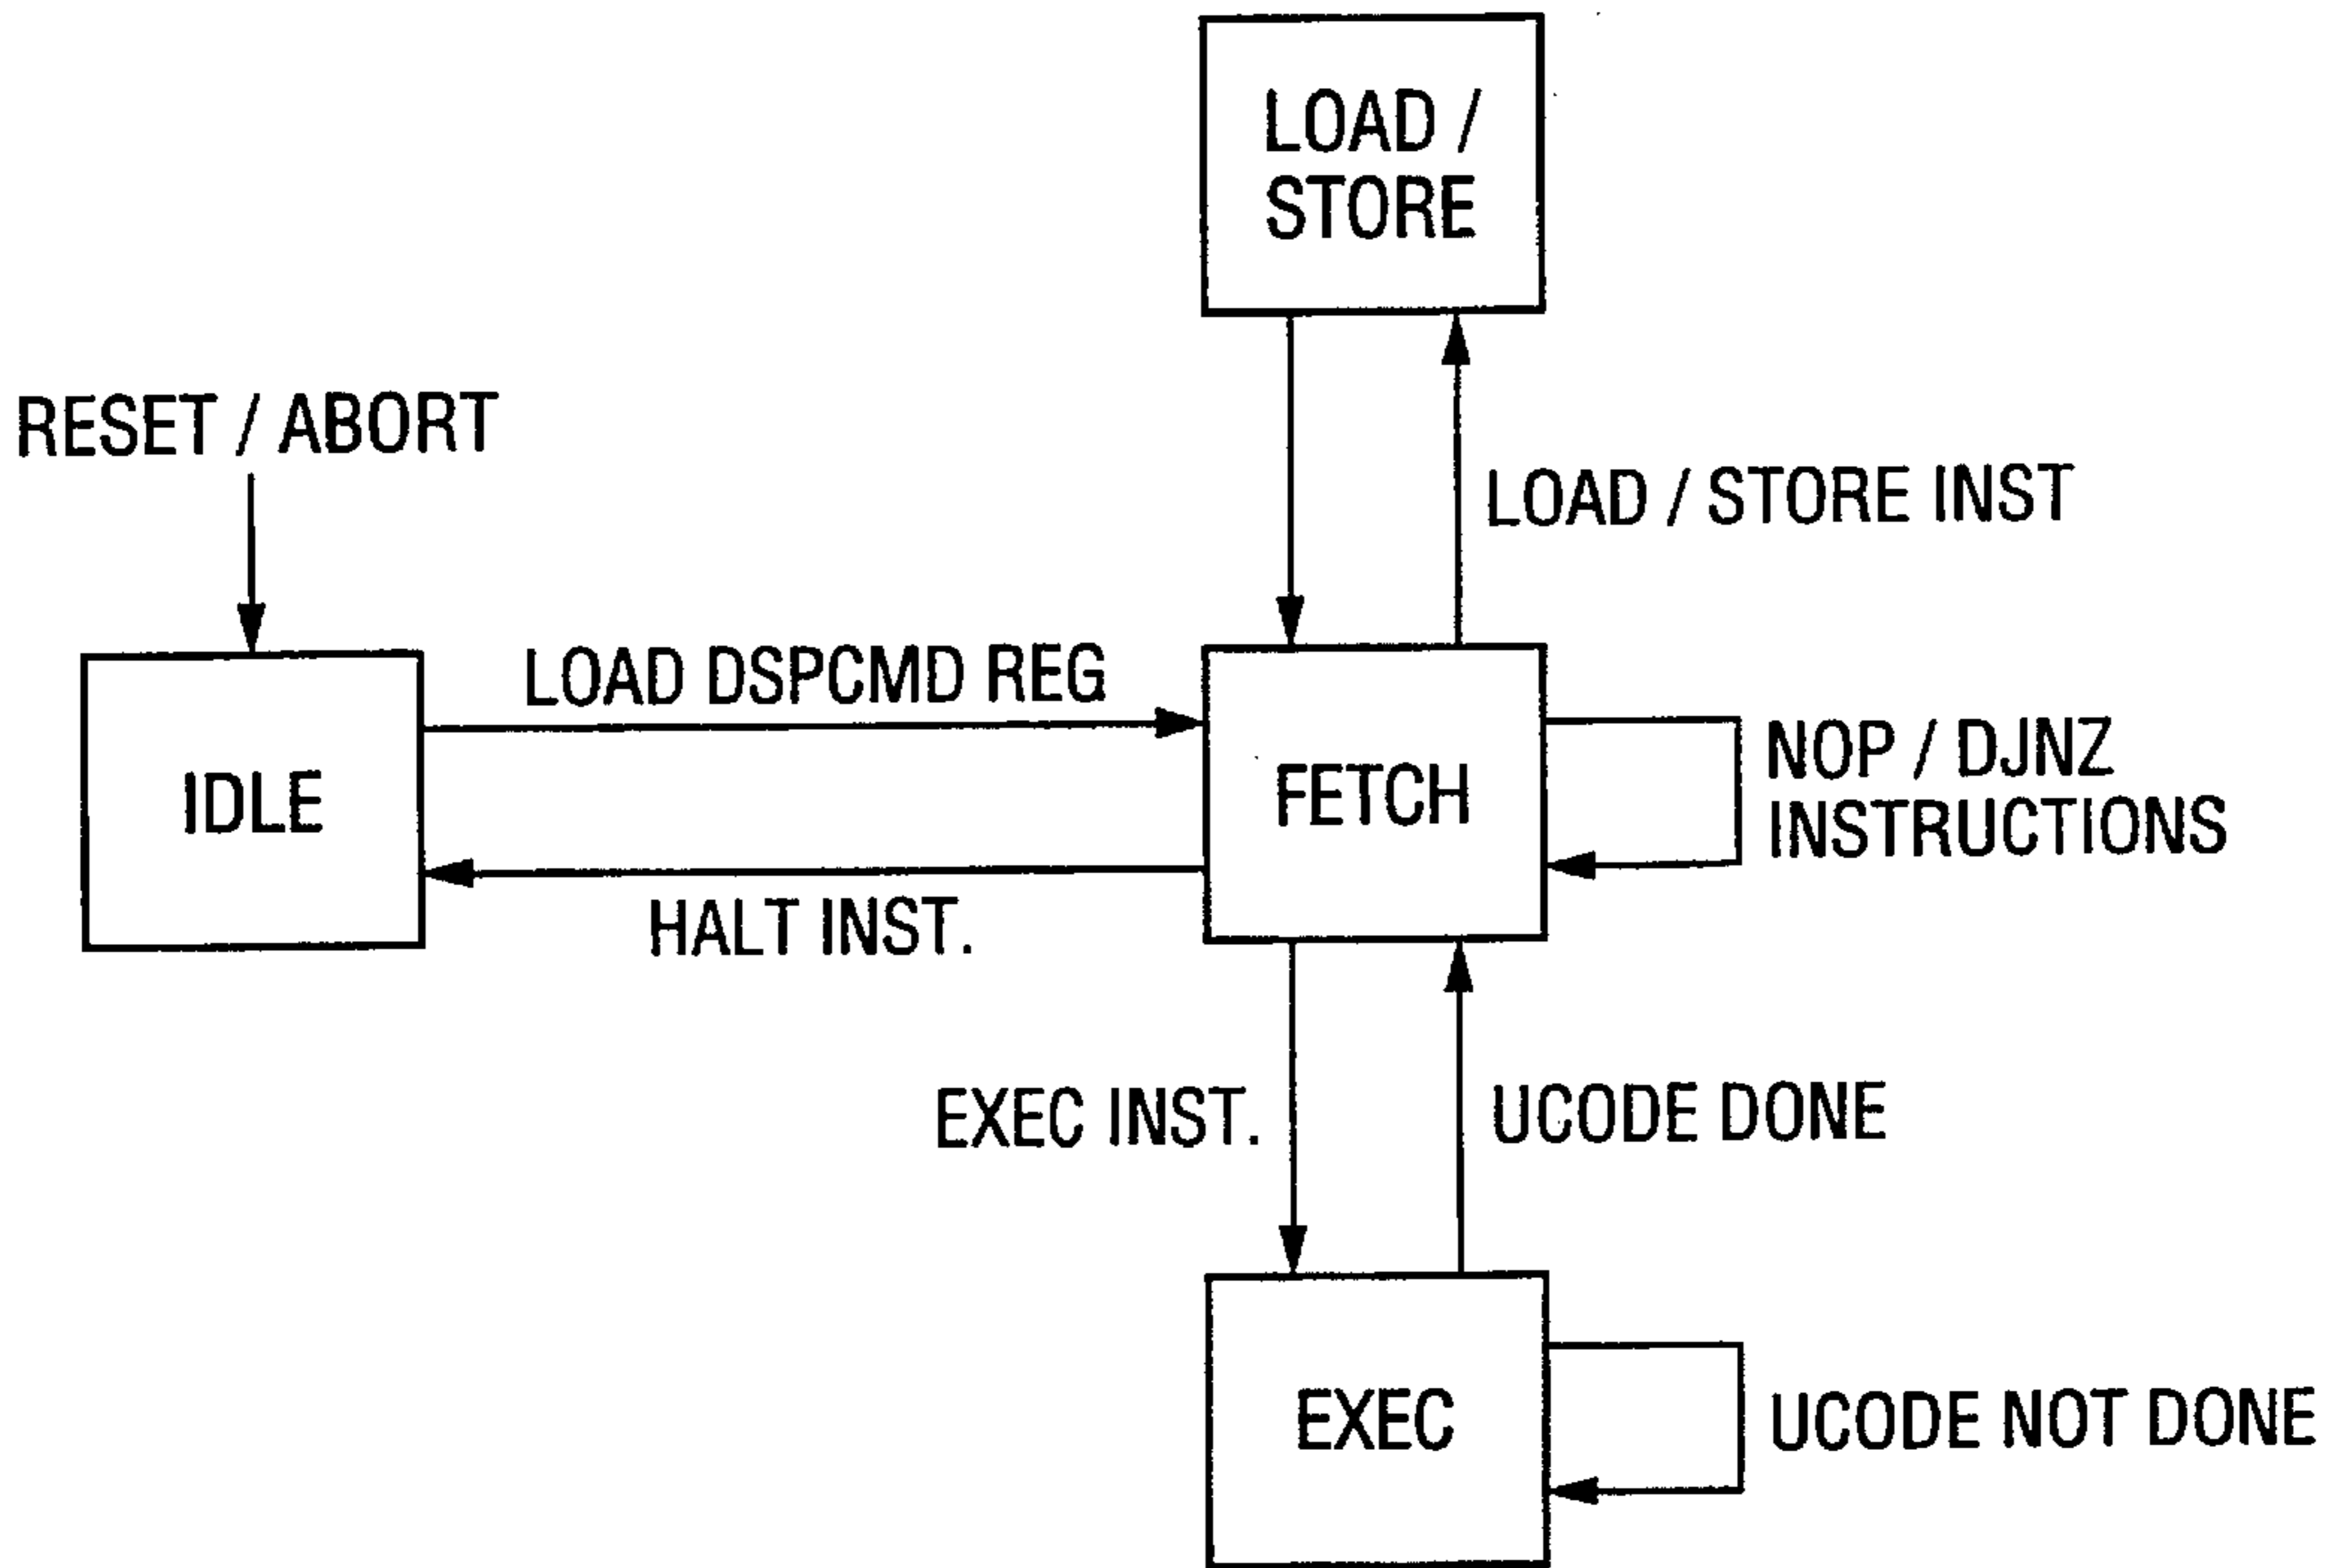 LOAD /
STORE
RESET / ABORT
LOAD / STORE INST
LOAD DSPCMD REG
IDLE
FETCH
NOP / DJNZ
INSTRUCTIONS
HALT INST.
EXEC INST.
UCODE DONE
EXEC
UCODE NOT DONE